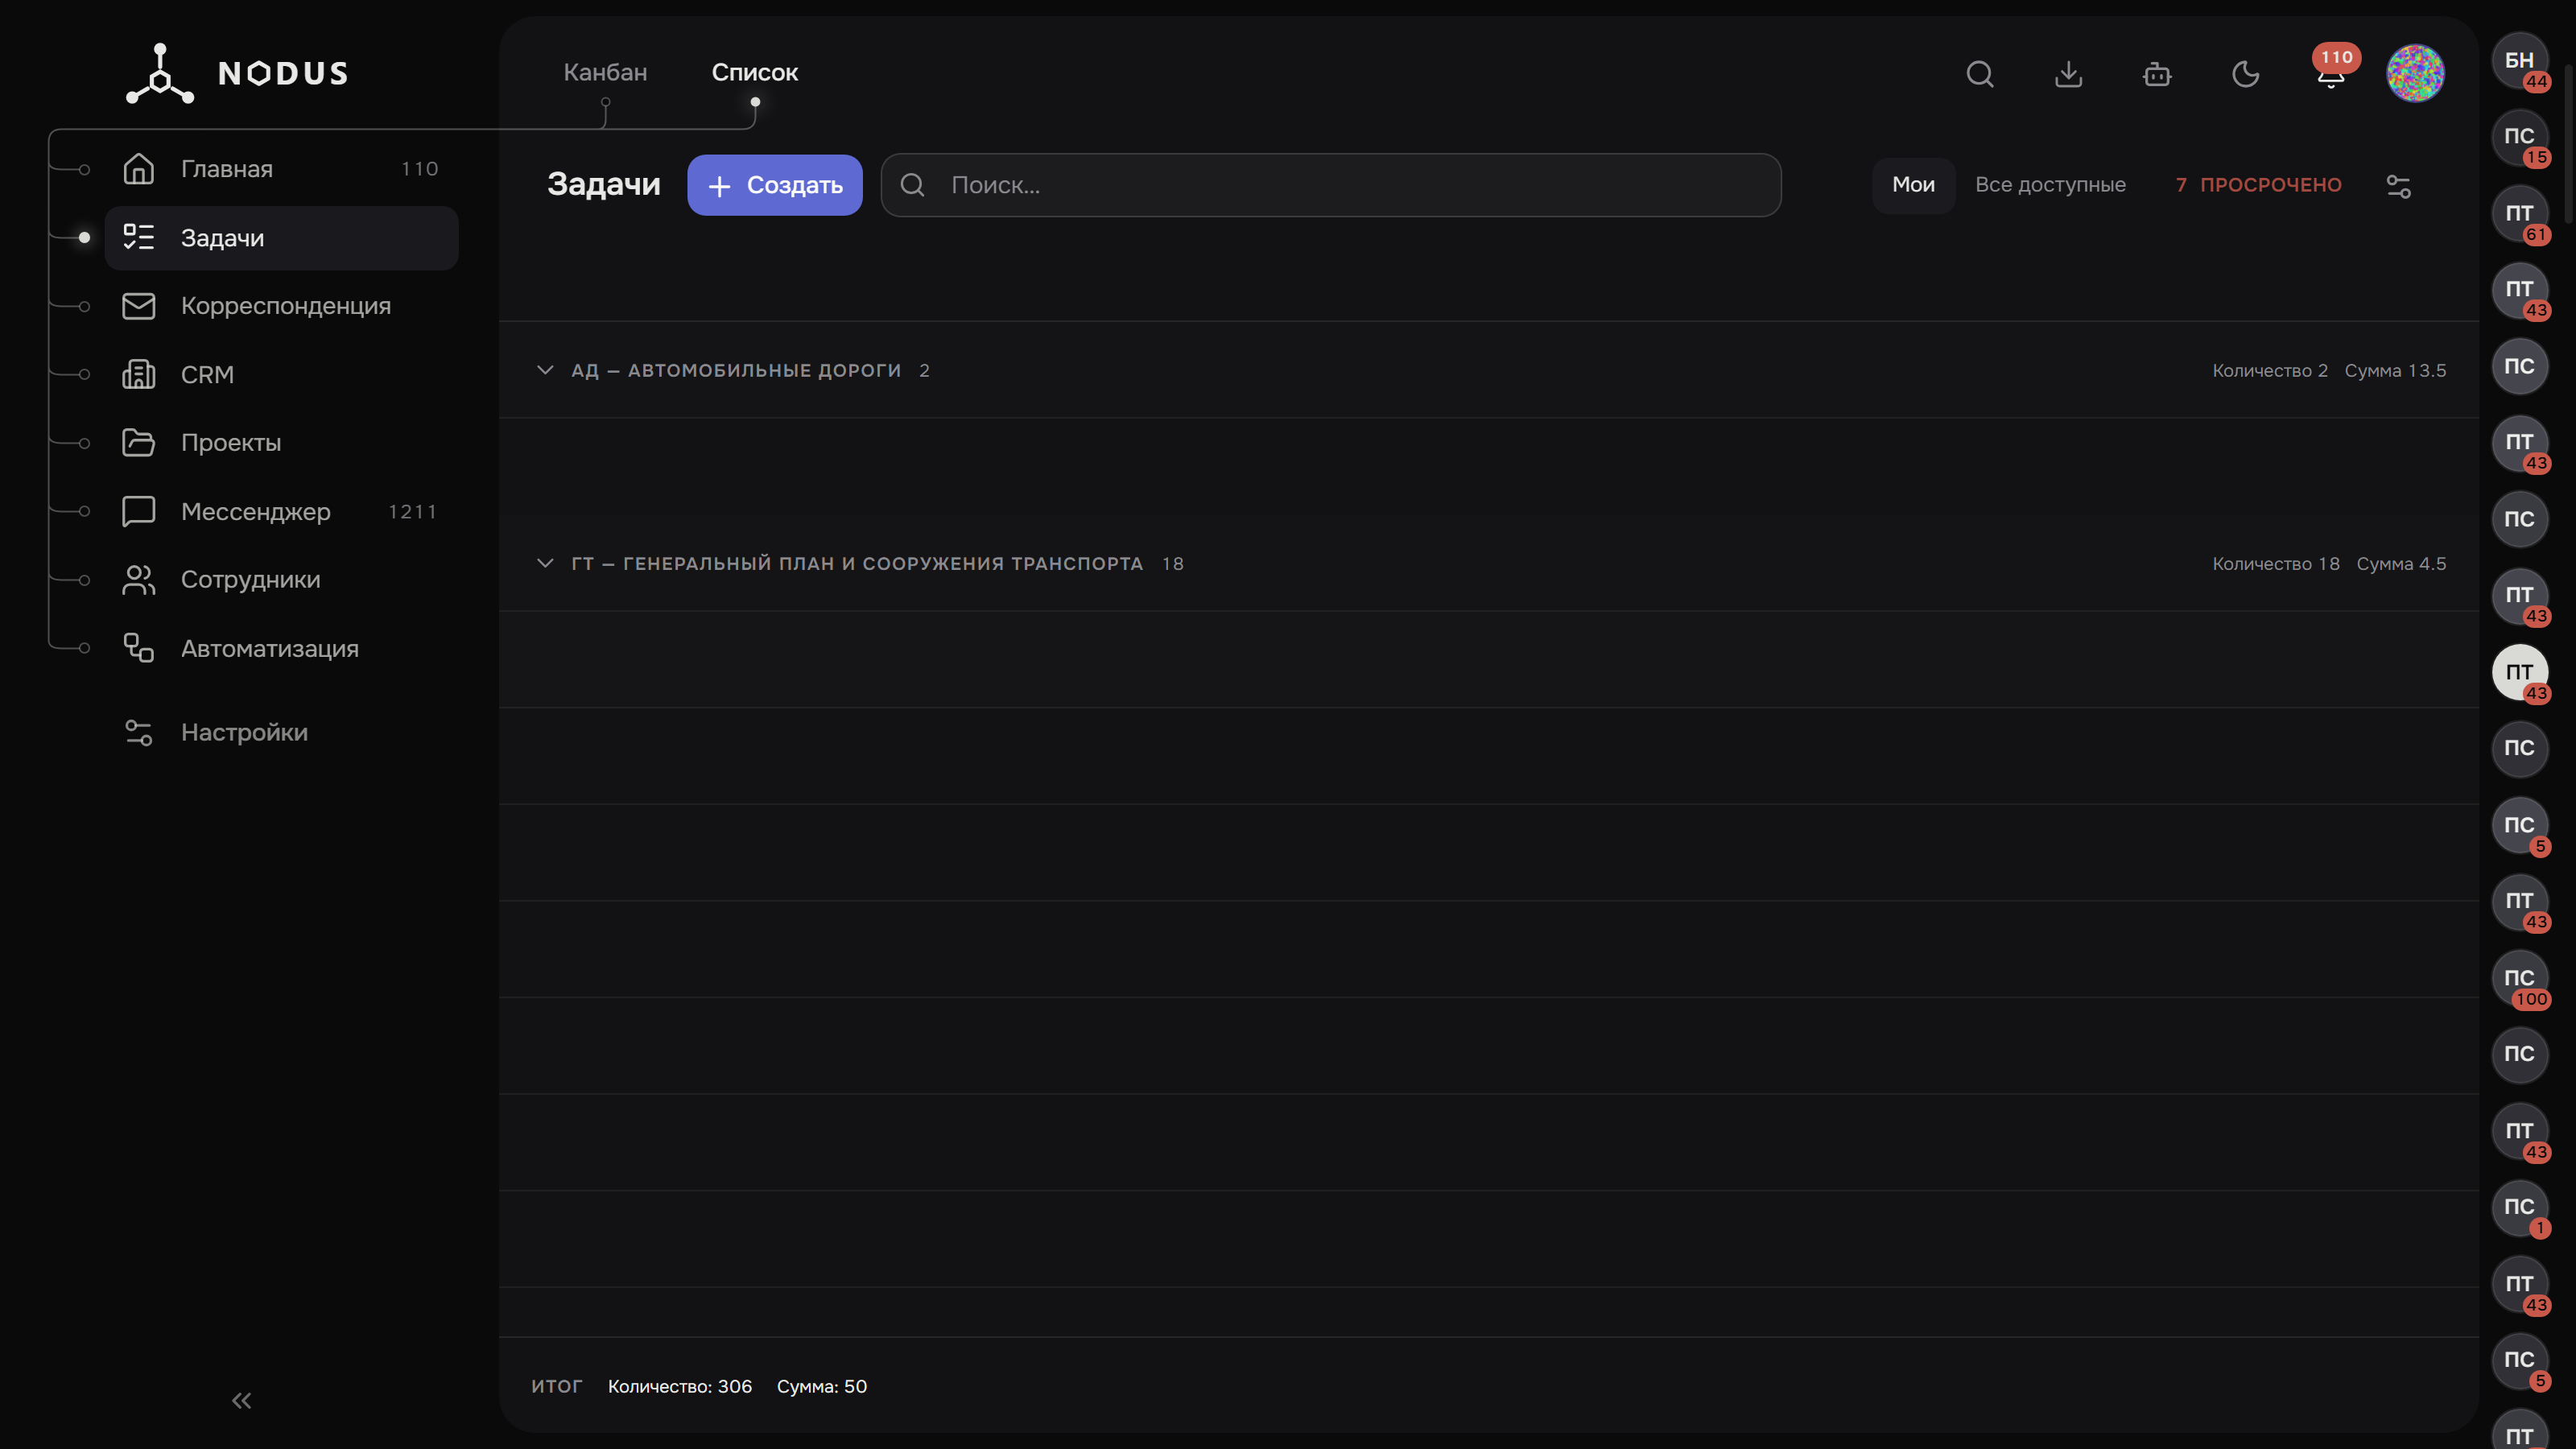 NODUS
Канбан
Список
110
Главная 110
Задачи
Корреспонденция
CRM
Проекты
Мессенджер 1211
Сотрудники
Автоматизация
Настройки
Задачи
Создать
Поиск...
Мои
Все доступные
7 ПРОСРОЧЕНО
АД — АВТОМОБИЛЬНЫЕ ДОРОГИ 2
Количество 2 Сумма 13.5
ГТ — ГЕНЕРАЛЬНЫЙ ПЛАН И СООРУЖЕНИЯ ТРАНСПОРТА 18
Количество 18 Сумма 4.5
ИТОГ Количество: 306 Сумма: 50
БН
44
ПС
15
ПТ
61
ПТ
43
ПС
ПТ
43
ПС
ПТ
43
ПТ
43
ПС
ПС
5
ПТ
43
ПС
100
ПС
ПТ
43
ПС
1
ПТ
43
ПС
5
ПТ